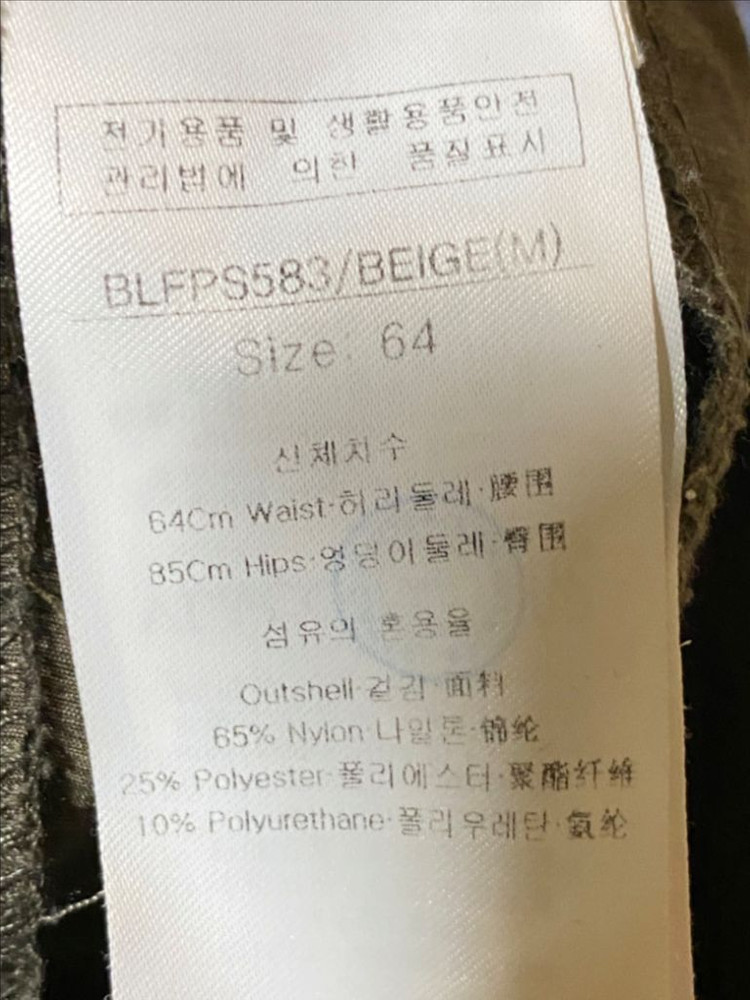 전기용품 및 생활용품안전
관리법에 의한 품질표시
BLFPS583/BEIGE(M)
Size: 64
신체치수
64Cm Waist·허리둘레·腰围
85Cm Hips·엉덩이둘레·臀围
섬유의 혼용율
Outshell·겉감·面料
65% Nylon·나일론·锦纶
25% Polyester·폴리에스터·聚酯纤维
10% Polyurethane·폴리우레탄·氨纶